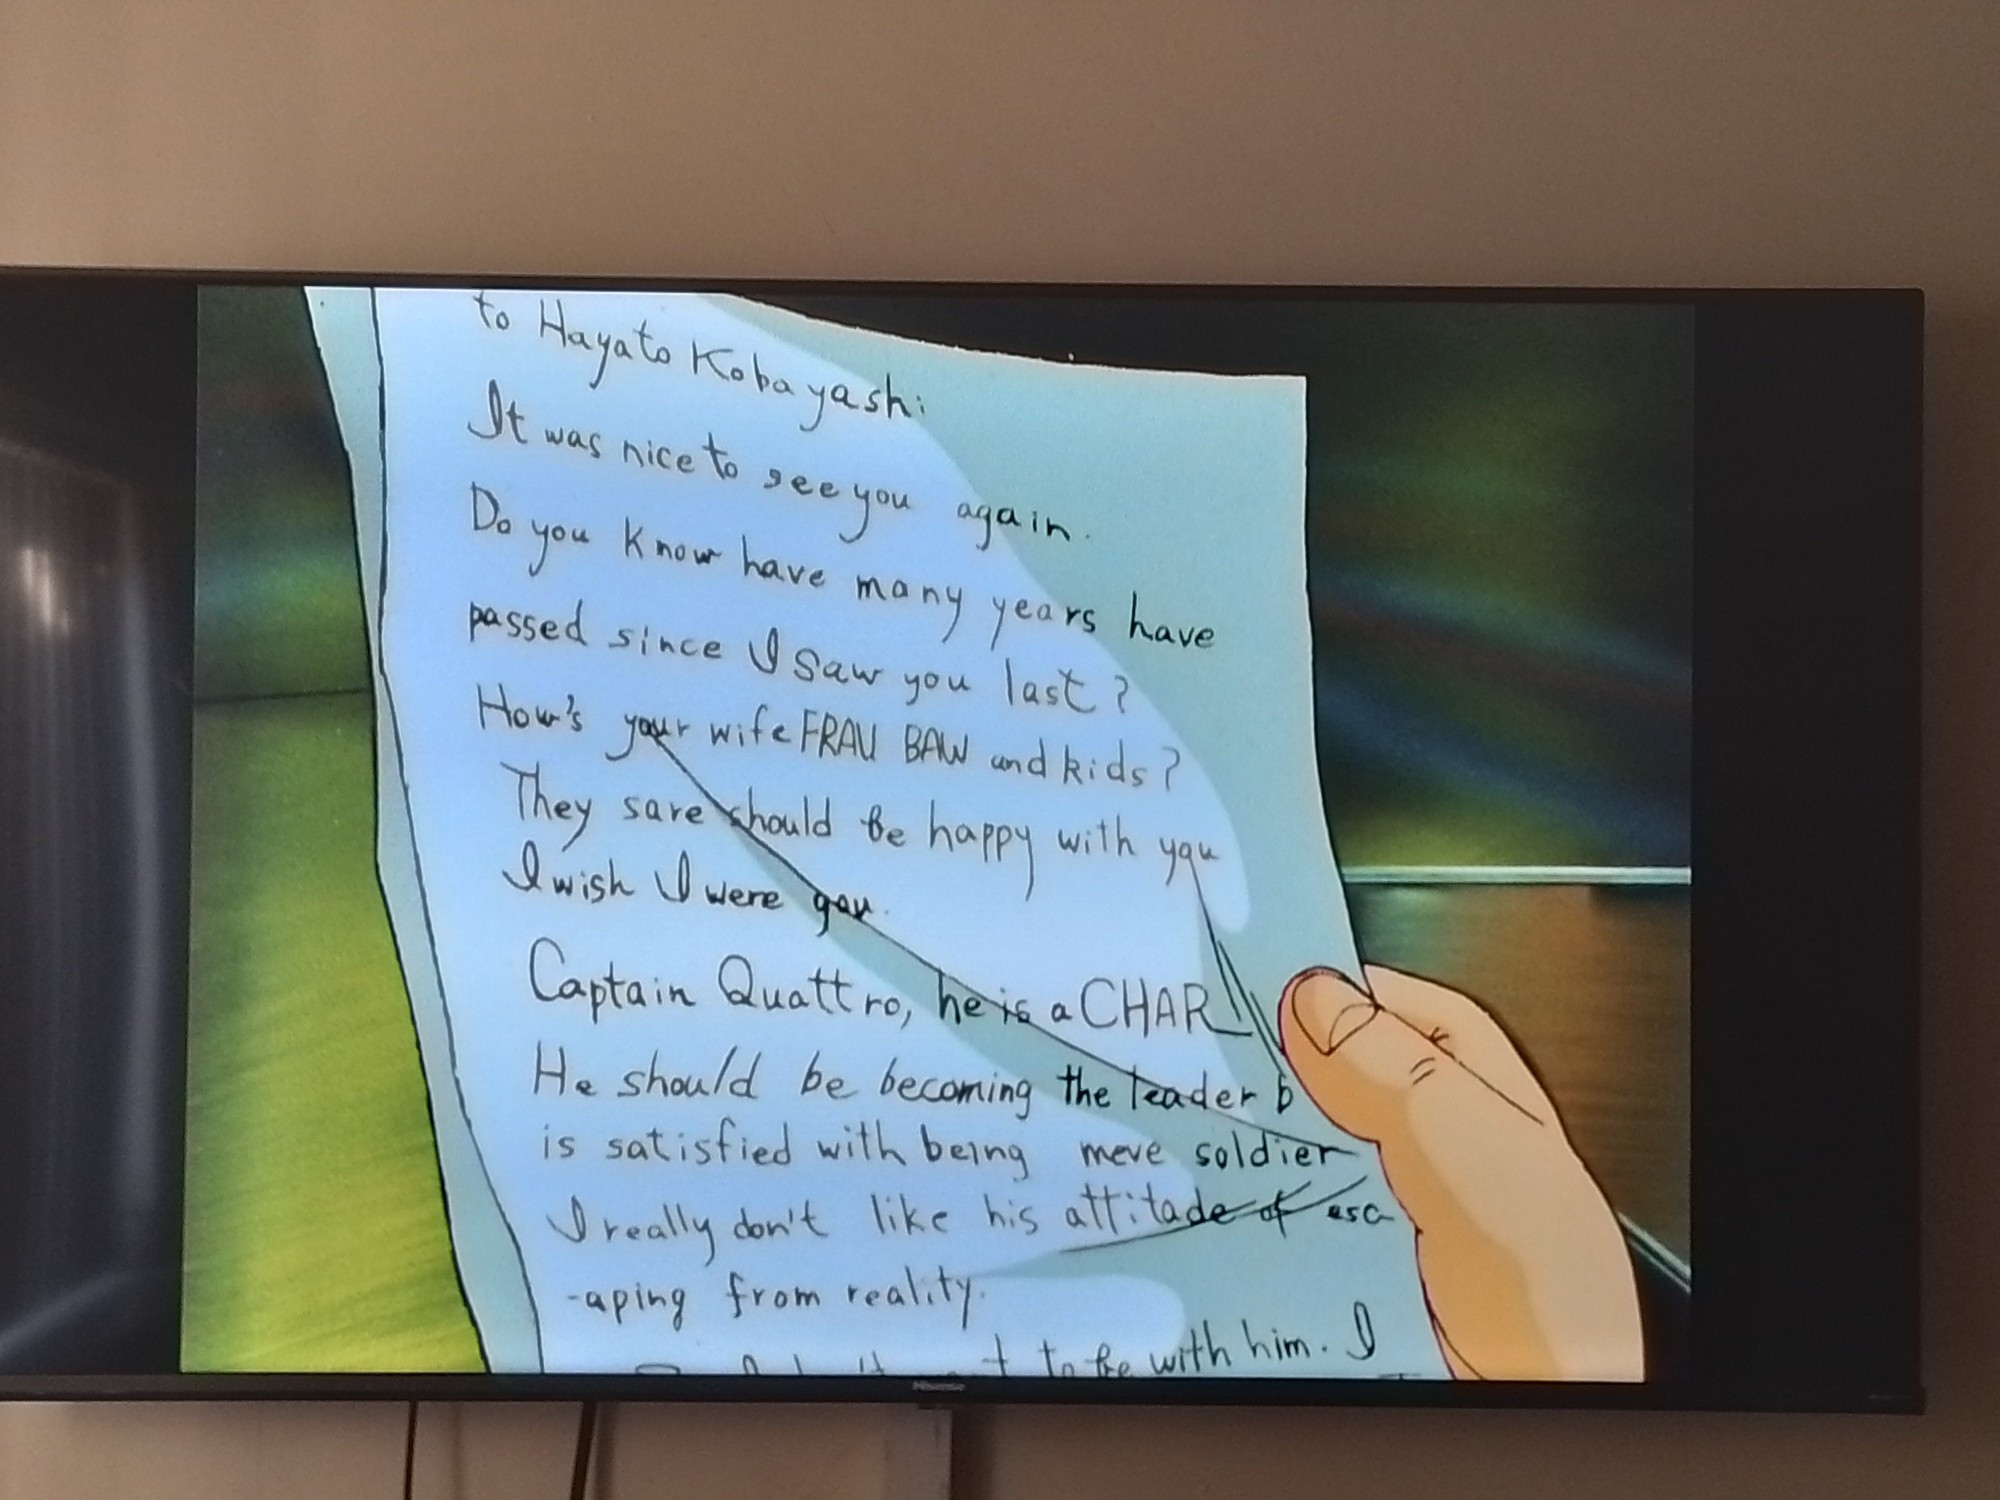 to Hayato Kobayashi
It was nice to see you again.
Do you know have many years have
passed since I saw you last?
How's your wife FRAU BAW and kids?
They sare should be happy with you
I wish I were you.
Captain Quattro, he is a CHAR
He should be becoming the leader b
is satisfied with being meve soldier
I really don't like his attitade of esc
-aping from reality.
to be with him. I
Hisense